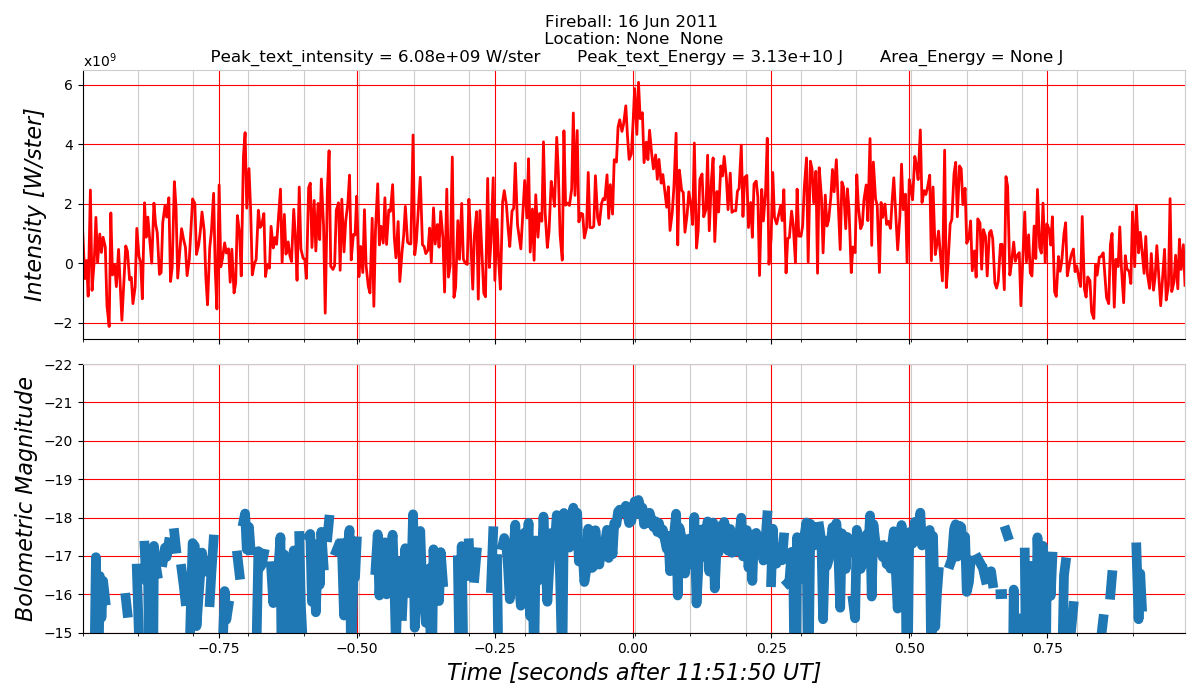 Fireball: 16 Jun 2011
Location: None  None
Peak_text_intensity = 6.08e+09 W/ster       Peak_text_Energy = 3.13e+10 J       Area_Energy = None J
x10⁹
6
4
2
0
−2
Intensity [W/ster]
−22
−21
−20
−19
−18
−17
−16
−15
Bolometric Magnitude
−0.75 −0.50 −0.25 0.00 0.25 0.50 0.75
Time [seconds after 11:51:50 UT]